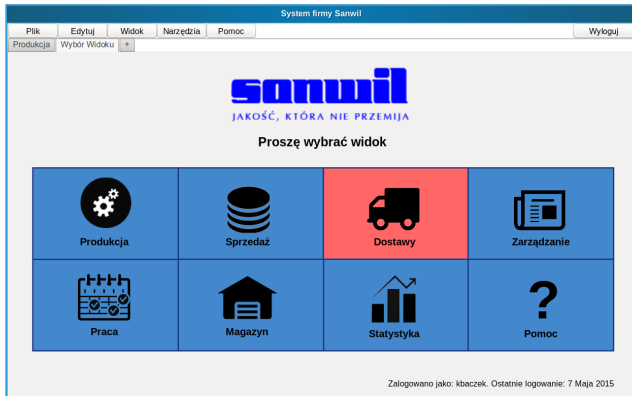 System firmy Sanwil
Plik Edytuj Widok Narzędzia Pomoc Wyloguj
Produkcja Wybór Widoku +
sanwil
JAKOŚĆ, KTÓRA NIE PRZEMIJA
Proszę wybrać widok
Produkcja Sprzedaż Dostawy Zarządzanie
?
Praca Magazyn Statystyka Pomoc
Zalogowano jako: kbaczek. Ostatnie logowanie: 7 Maja 2015